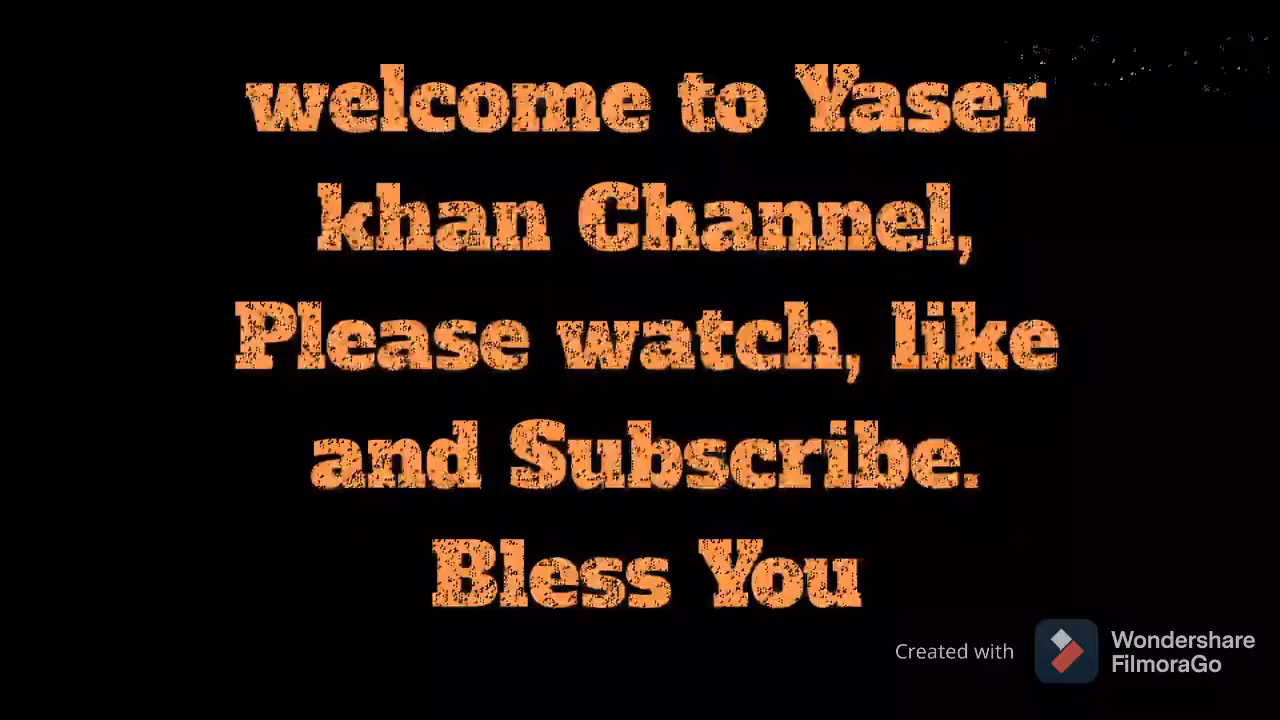 welcome to Yaser
khan Channel,
Please watch, like
and Subscribe.
Bless You
Created with
Wondershare
FilmoraGo